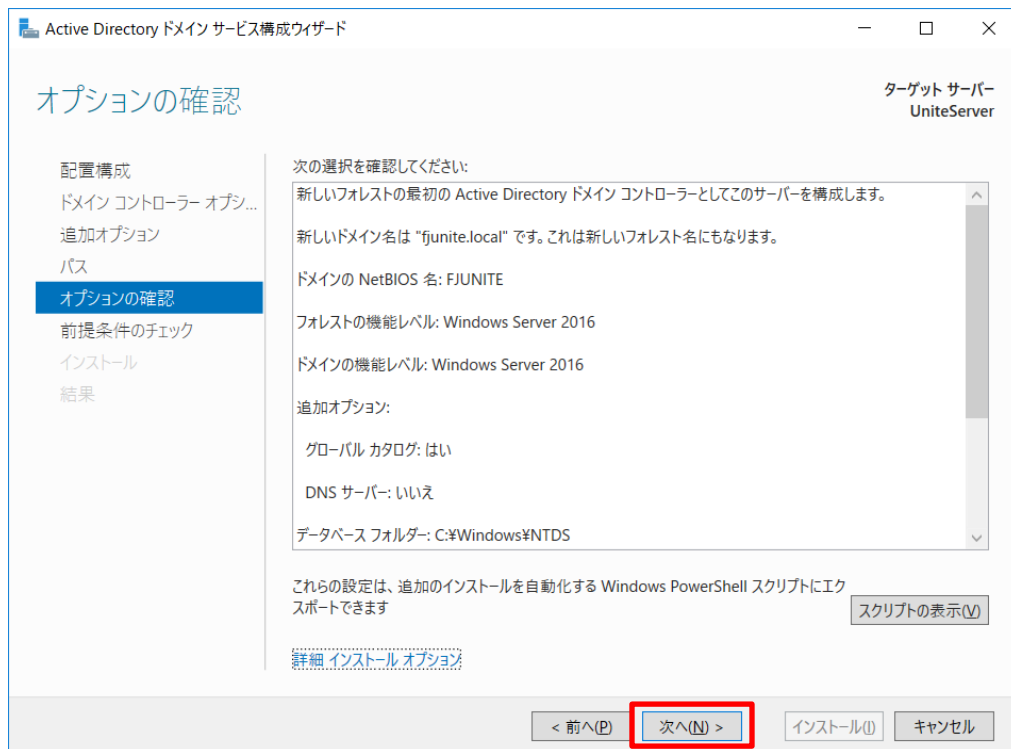 Active Directory ドメイン サービス構成ウィザード
オプションの確認
ターゲット サーバー
UniteServer
配置構成
ドメイン コントローラー オプシ...
追加オプション
パス
オプションの確認
前提条件のチェック
インストール
結果
次の選択を確認してください:
新しいフォレストの最初の Active Directory ドメイン コントローラーとしてこのサーバーを構成します。
新しいドメイン名は "fjunite.local" です。これは新しいフォレスト名にもなります。
ドメインの NetBIOS 名: FJUNITE
フォレストの機能レベル: Windows Server 2016
ドメインの機能レベル: Windows Server 2016
追加オプション:
グローバル カタログ: はい
DNS サーバー: いいえ
データベース フォルダー: C:¥Windows¥NTDS
これらの設定は、追加のインストールを自動化する Windows PowerShell スクリプトにエク
スポートできます
スクリプトの表示(V)
詳細 インストール オプション
< 前へ(P)
次へ(N) >
インストール(I)
キャンセル